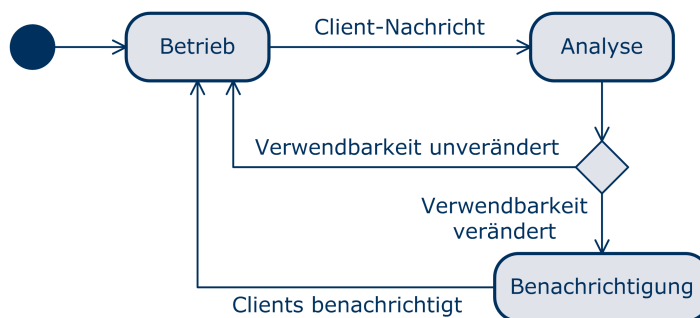 Betrieb
Client-Nachricht
Analyse
Verwendbarkeit unverändert
Verwendbarkeit
verändert
Benachrichtigung
Clients benachrichtigt